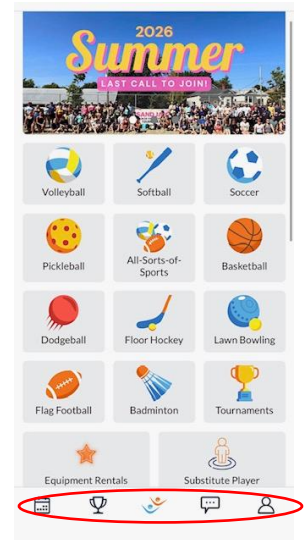 2026
Summer
LAST CALL TO JOIN!
Volleyball
Softball
Soccer
Pickleball
All-Sorts-of-
Sports
Basketball
Dodgeball
Floor Hockey
Lawn Bowling
Flag Football
Badminton
Tournaments
Equipment Rentals
Substitute Player